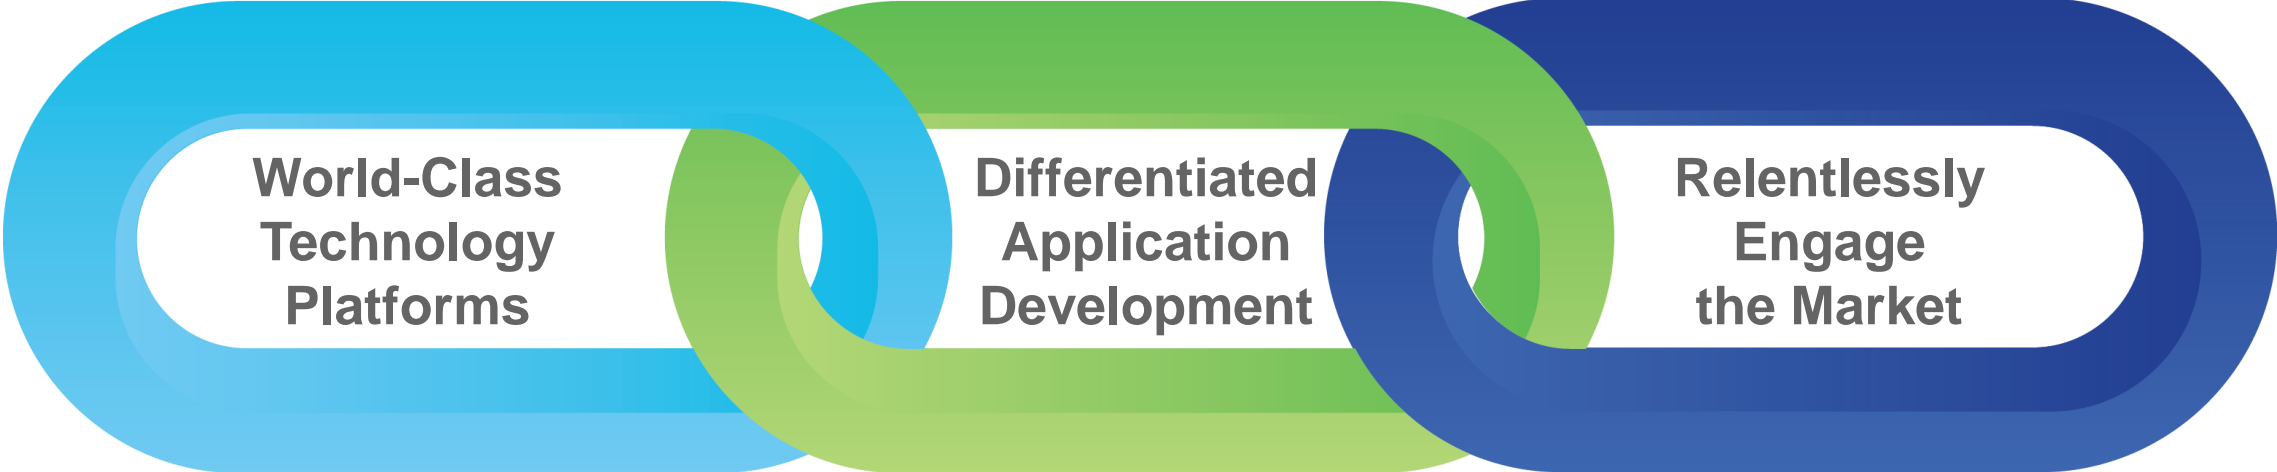 World-Class
Technology
Platforms
Differentiated
Application
Development
Relentlessly
Engage
the Market